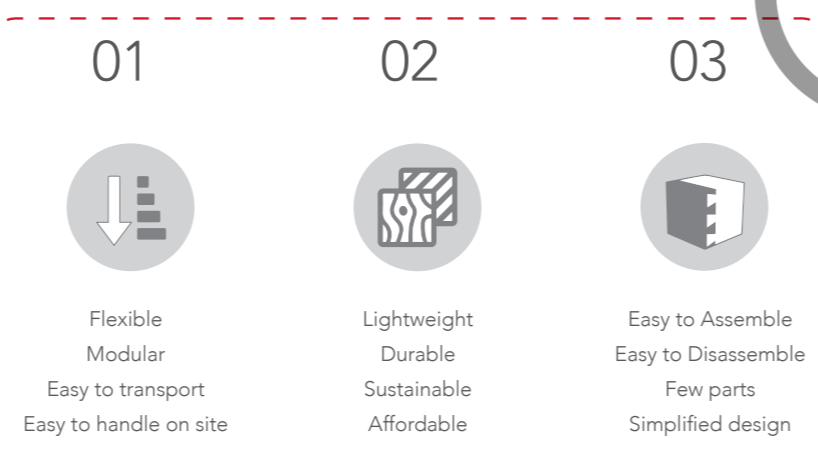 01
02
03
Flexible
Modular
Easy to transport
Easy to handle on site
Lightweight
Durable
Sustainable
Affordable
Easy to Assemble
Easy to Disassemble
Few parts
Simplified design